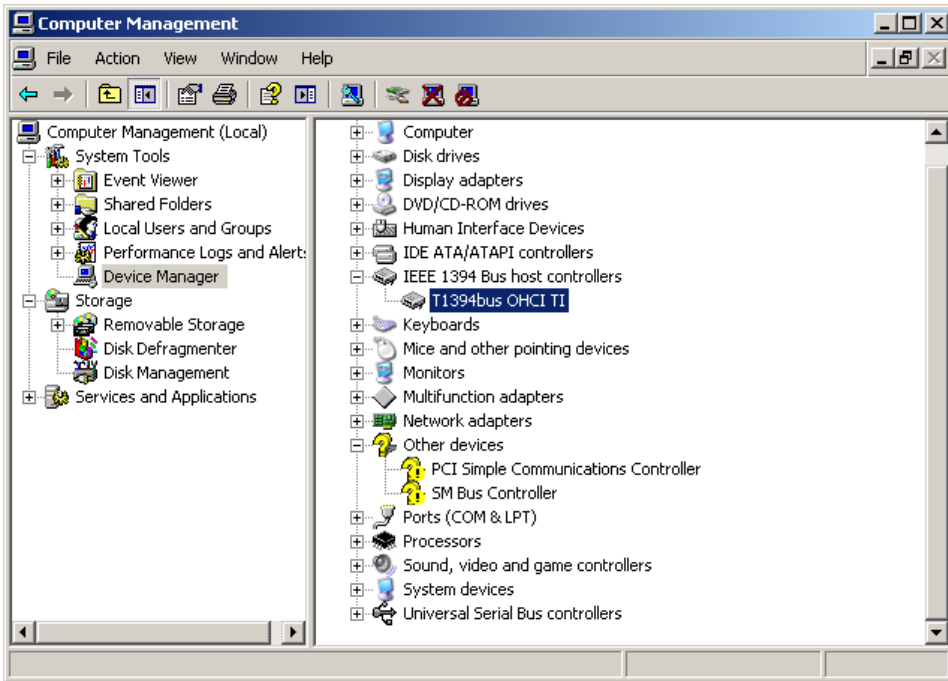 Computer Management
File Action View Window Help
Computer Management (Local)
System Tools
Event Viewer
Shared Folders
Local Users and Groups
Performance Logs and Alert:
Device Manager
Storage
Removable Storage
Disk Defragmenter
Disk Management
Services and Applications
Computer
Disk drives
Display adapters
DVD/CD-ROM drives
Human Interface Devices
IDE ATA/ATAPI controllers
IEEE 1394 Bus host controllers
T1394bus OHCI TI
Keyboards
Mice and other pointing devices
Monitors
Multifunction adapters
Network adapters
Other devices
PCI Simple Communications Controller
SM Bus Controller
Ports (COM & LPT)
Processors
Sound, video and game controllers
System devices
Universal Serial Bus controllers